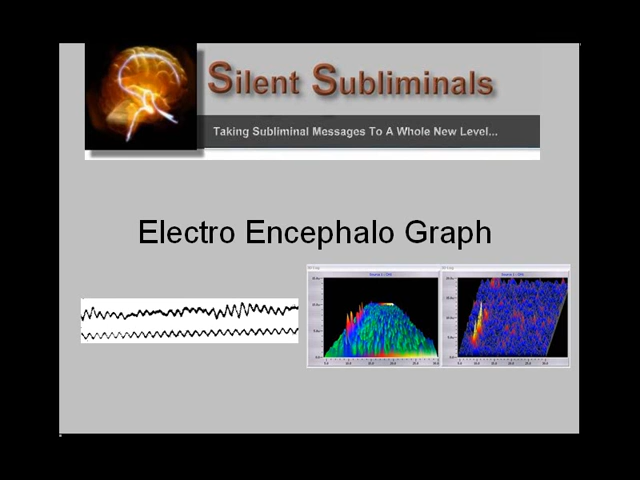 Silent Subliminals
Taking Subliminal Messages To A Whole New Level...
Electro Encephalo Graph